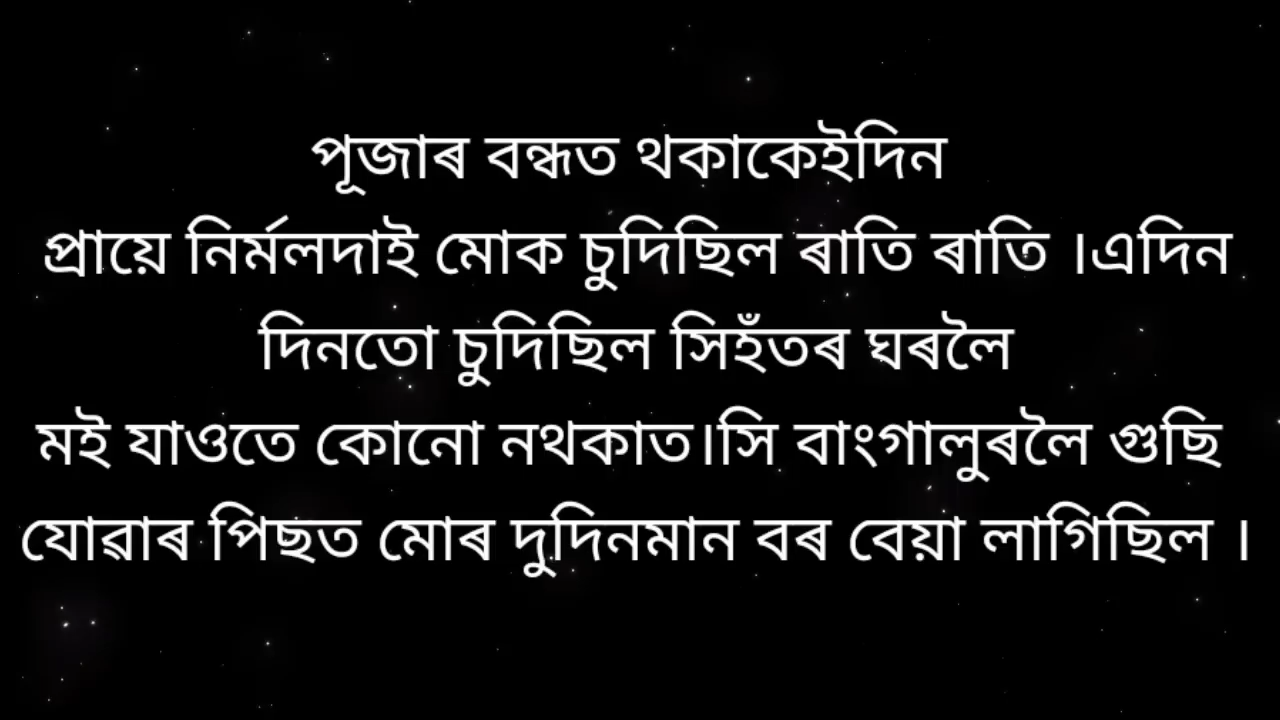 পূজাৰ বন্ধত থকাকেইদিন
প্ৰায়ে নিৰ্মলদাই মোক চুদিছিল ৰাতি ৰাতি ।এদিন
দিনতো চুদিছিল সিহঁতৰ ঘৰলৈ
মই যাওতে কোনো নথকাত।সি বাংগালুৰলৈ গুছি
যোৱাৰ পিছত মোৰ দুদিনমান বৰ বেয়া লাগিছিল ।